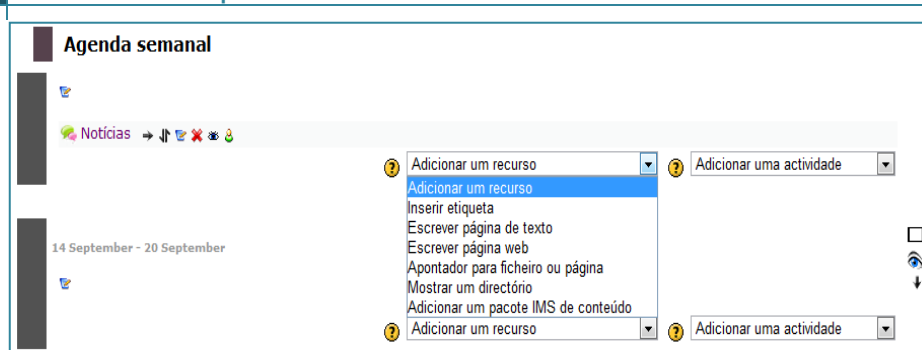 Agenda semanal
Notícias
Adicionar um recurso Adicionar uma actividade
Adicionar um recurso
Inserir etiqueta
Escrever página de texto
14 September - 20 September Escrever página web
Apontador para ficheiro ou página
Mostrar um directório
Adicionar um pacote IMS de conteúdo
Adicionar um recurso Adicionar uma actividade